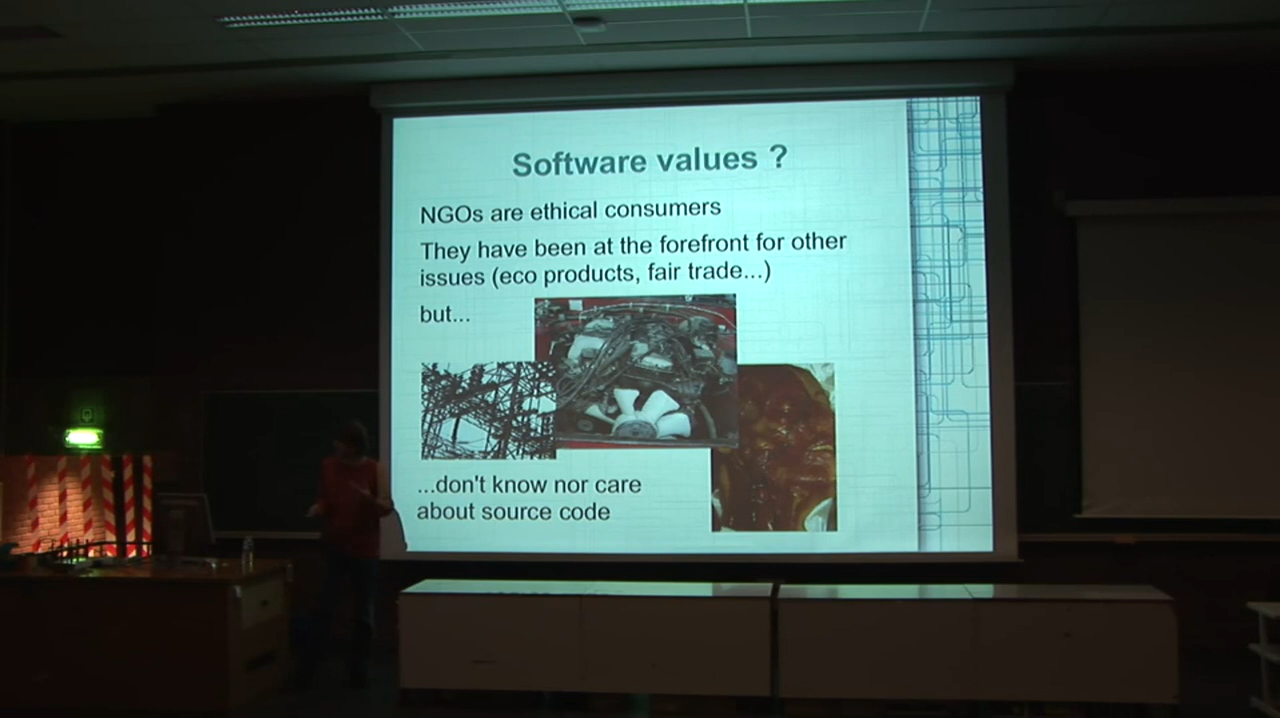 Software values ?
NGOs are ethical consumers
They have been at the forefront for other
issues (eco products, fair trade...)
but...
...don't know nor care
about source code